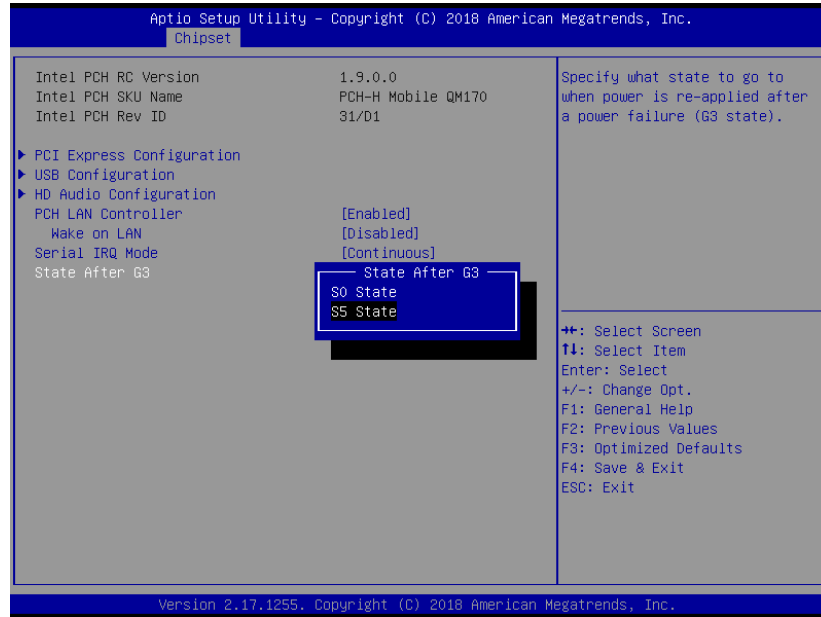 Aptio Setup Utility – Copyright (C) 2018 American Megatrends, Inc.
Chipset
Intel PCH RC Version 1.9.0.0
Intel PCH SKU Name PCH-H Mobile QM170
Intel PCH Rev ID 31/D1
PCI Express Configuration
USB Configuration
HD Audio Configuration
PCH LAN Controller [Enabled]
Wake on LAN [Disabled]
Serial IRQ Mode [Continuous]
State After G3
State After G3
S0 State
S5 State
Specify what state to go to
when power is re-applied after
a power failure (G3 state).
→←: Select Screen
↑↓: Select Item
Enter: Select
+/-: Change Opt.
F1: General Help
F2: Previous Values
F3: Optimized Defaults
F4: Save & Exit
ESC: Exit
Version 2.17.1255. Copyright (C) 2018 American Megatrends, Inc.